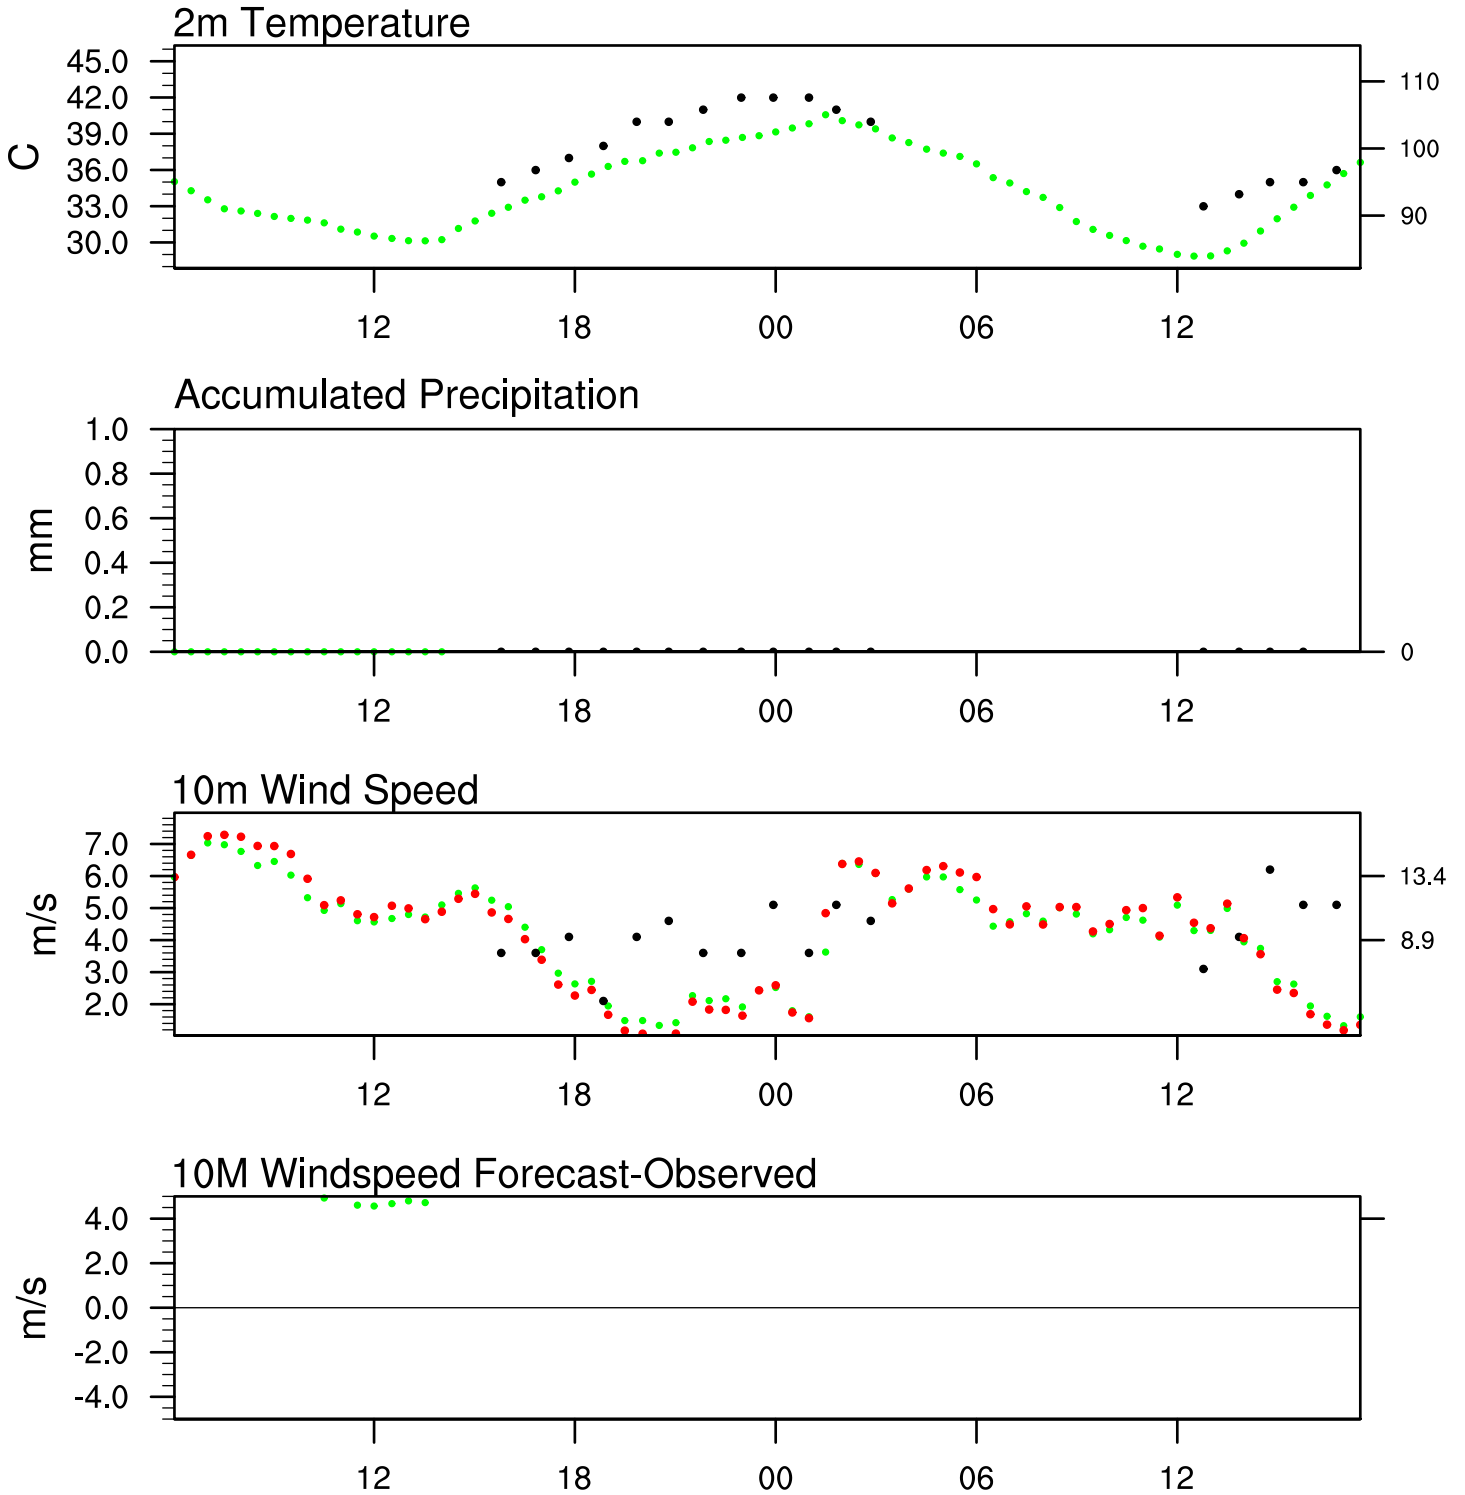 2m Temperature
45.0
42.0
39.0
36.0
33.0
30.0
C
110
100
90
12 18 00 06 12
Accumulated Precipitation
1.0
0.8
0.6
0.4
0.2
0.0
mm
0
12 18 00 06 12
10m Wind Speed
7.0
6.0
5.0
4.0
3.0
2.0
m/s
13.4
8.9
12 18 00 06 12
10M Windspeed Forecast-Observed
4.0
2.0
0.0
-2.0
-4.0
m/s
12 18 00 06 12